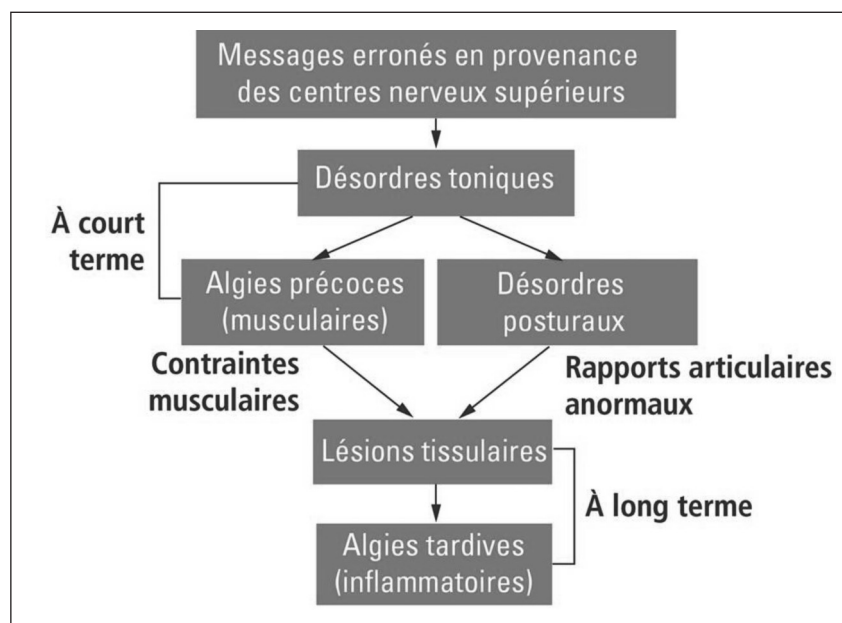 Messages erronés en provenance
des centres nerveux supérieurs
Désordres toniques
À court
terme
Algies précoces
(musculaires)
Désordres
posturaux
Contraintes
musculaires
Rapports articulaires
anormaux
Lésions tissulaires
À long terme
Algies tardives
(inflammatoires)